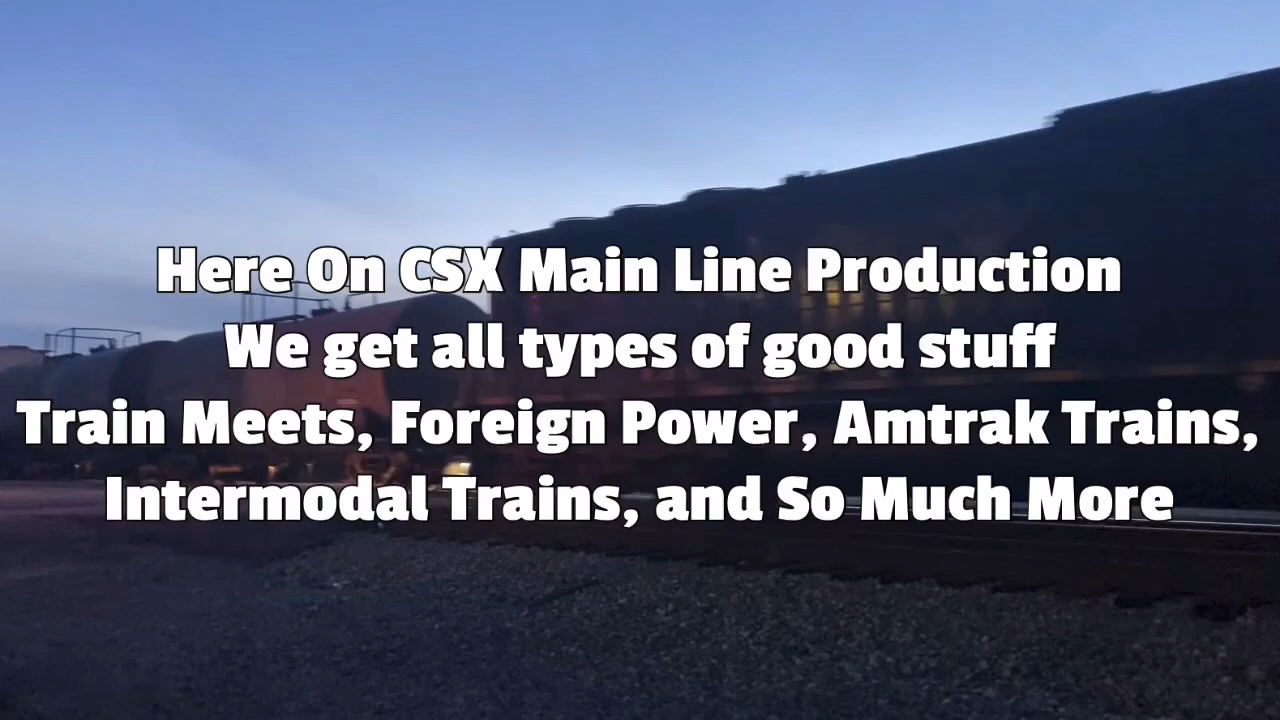 Here On CSX Main Line Production
We get all types of good stuff
Train Meets, Foreign Power, Amtrak Trains,
Intermodal Trains, and So Much More